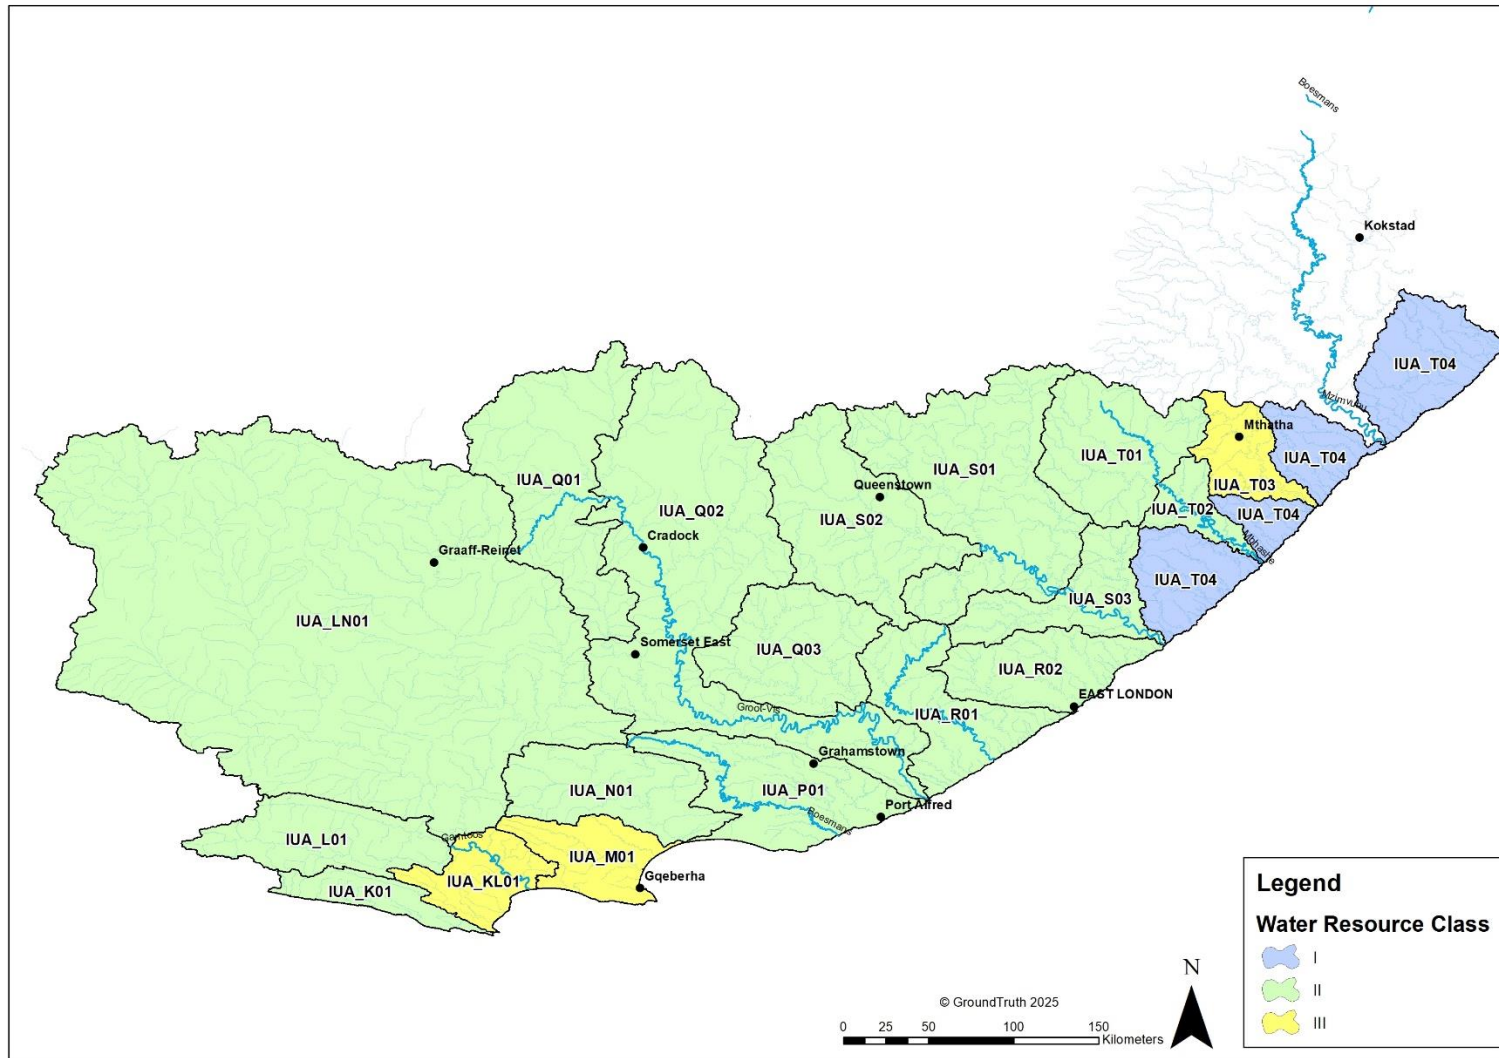 Boesmans
Kokstad
IUA_T04
Mzimvubu
Mthatha
IUA_T04
IUA_T01
IUA_S01
IUA_Q01
IUA_T03
Queenstown
IUA_Q02
IUA_T02
IUA_T04
IUA_S02
Cradock
Mbhashe
Graaff-Reinet
IUA_T04
IUA_S03
IUA_LN01
Somerset East
IUA_Q03
IUA_R02
EAST LONDON
Groot-Vis
IUA_R01
Grahamstown
IUA_N01
IUA_P01
Port Alfred
Boesmans
IUA_L01
Gamtoos
IUA_M01
IUA_KL01
Gqeberha
IUA_K01
Legend
Water Resource Class
I
II
III
N
© GroundTruth 2025
0 25 50 100 150
Kilometers